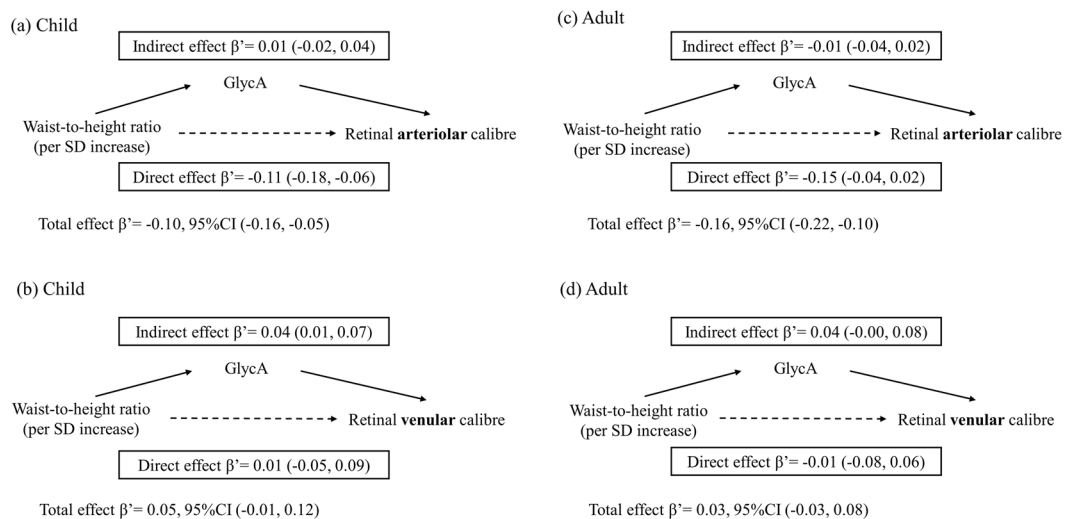 (a) Child
Indirect effect β’= 0.01 (-0.02, 0.04)
GlycA
Waist-to-height ratio
(per SD increase)
Retinal arteriolar calibre
Direct effect β’= -0.11 (-0.18, -0.06)
Total effect β’= -0.10, 95%CI (-0.16, -0.05)
(c) Adult
Indirect effect β’= -0.01 (-0.04, 0.02)
GlycA
Waist-to-height ratio
(per SD increase)
Retinal arteriolar calibre
Direct effect β’= -0.15 (-0.04, 0.02)
Total effect β’= -0.16, 95%CI (-0.22, -0.10)
(b) Child
Indirect effect β’= 0.04 (0.01, 0.07)
GlycA
Waist-to-height ratio
(per SD increase)
Retinal venular calibre
Direct effect β’= 0.01 (-0.05, 0.09)
Total effect β’= 0.05, 95%CI (-0.01, 0.12)
(d) Adult
Indirect effect β’= 0.04 (-0.00, 0.08)
GlycA
Waist-to-height ratio
(per SD increase)
Retinal venular calibre
Direct effect β’= -0.01 (-0.08, 0.06)
Total effect β’= 0.03, 95%CI (-0.03, 0.08)